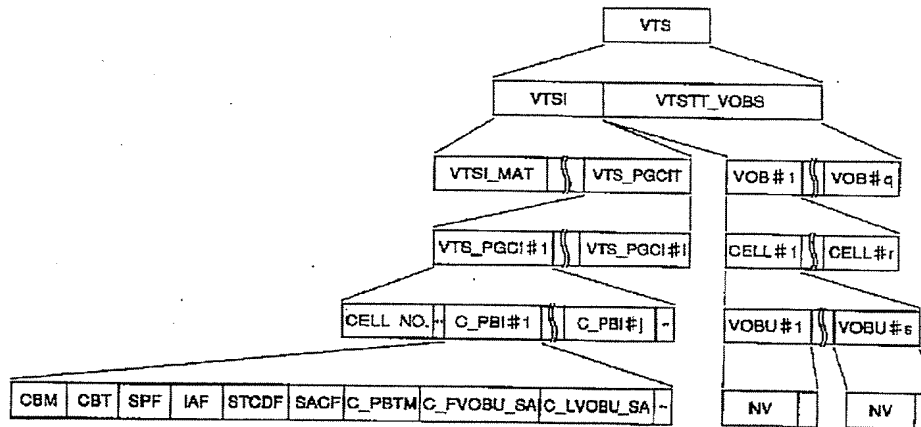 VTS
VTSI VTSTT_VOBS
VTSI_MAT VTS_PGCIT VOB#1 VOB#q
VTS_PGCI#1 VTS_PGCI#i CELL#1 CELL#r
CELL NO. C_PBI#1 C_PBI#j VOBU#1 VOBU#s
CBM CBT SPF IAF STCDF SACF C_PBTM C_FVOBU_SA C_LVOBU_SA NV NV